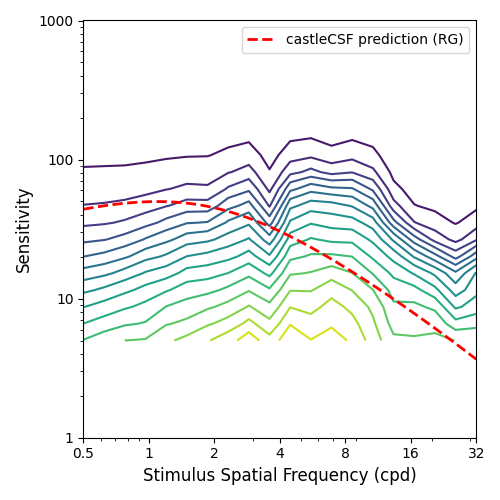 1000
castleCSF prediction (RG)
100
Sensitivity
10
1
0.5 1 2 4 8 16 32
Stimulus Spatial Frequency (cpd)